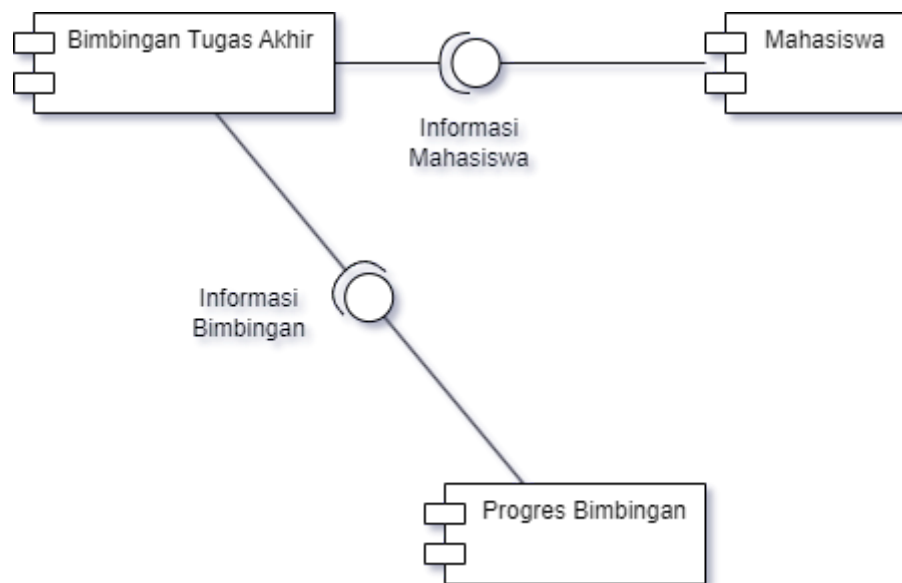 Bimbingan Tugas Akhir
Mahasiswa
Informasi
Mahasiswa
Informasi
Bimbingan
Progres Bimbingan